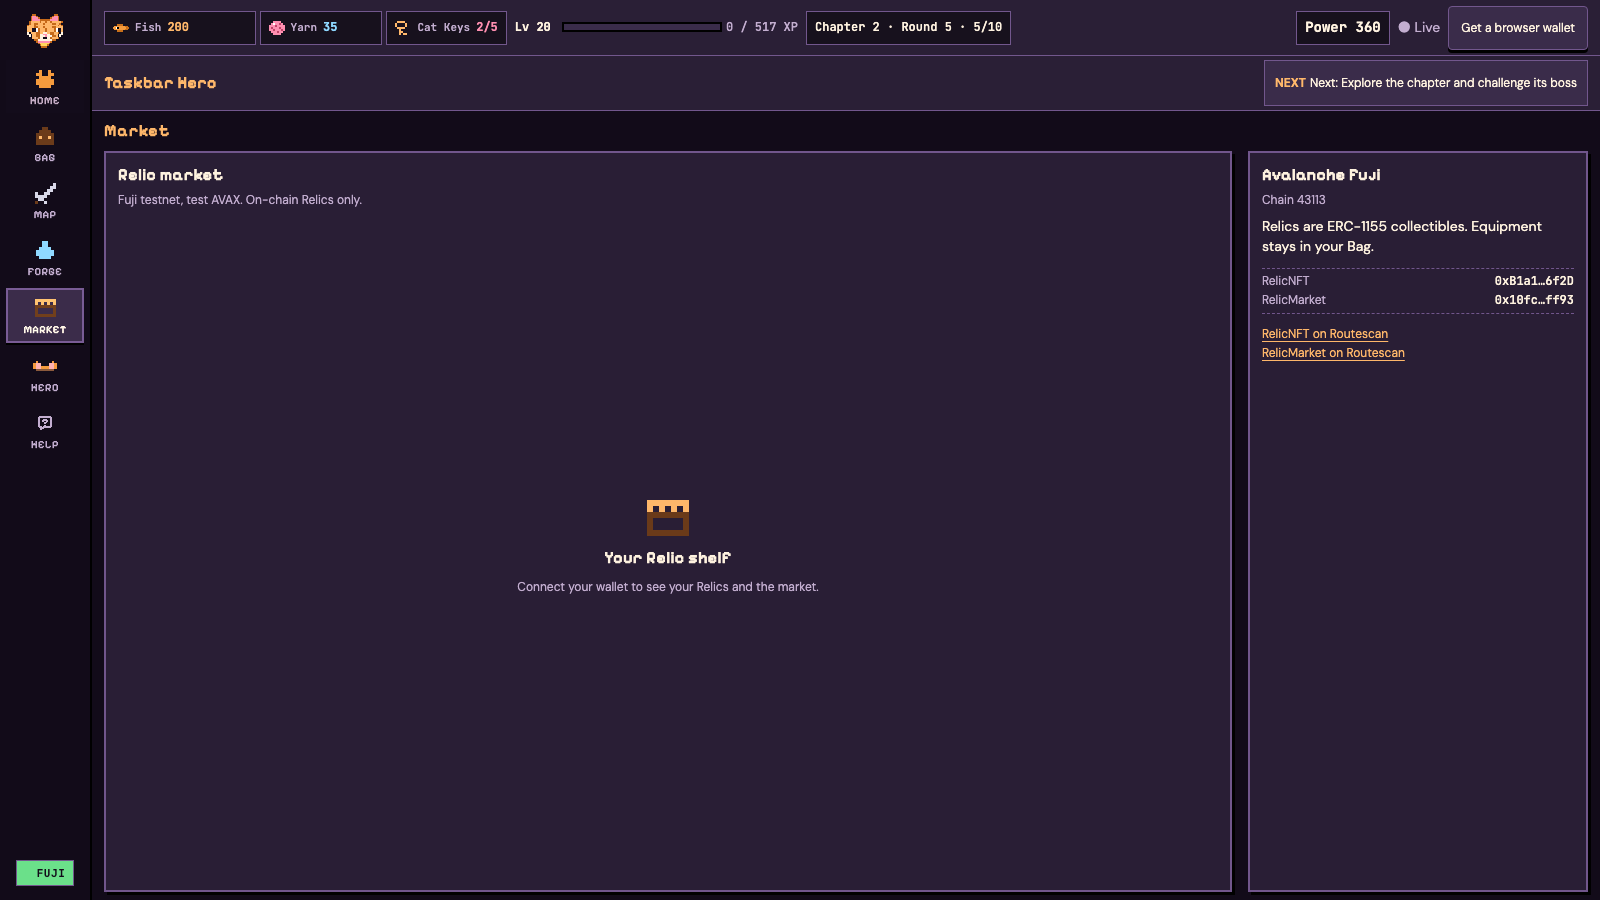 Fish 200
Yarn 35
Cat Keys 2/5
Lv 20
0 / 517 XP
Chapter 2 · Round 5 · 5/10
Power 360
Live
Get a browser wallet
HOME
BAG
MAP
FORGE
MARKET
HERO
HELP
FUJI
Taskbar Hero
NEXT Next: Explore the chapter and challenge its boss
Market
Relic market
Fuji testnet, test AVAX. On-chain Relics only.
Your Relic shelf
Connect your wallet to see your Relics and the market.
Avalanche Fuji
Chain 43113
Relics are ERC-1155 collectibles. Equipment
stays in your Bag.
RelicNFT 0xB1a1…6f2D
RelicMarket 0x10fc…ff93
RelicNFT on Routescan
RelicMarket on Routescan